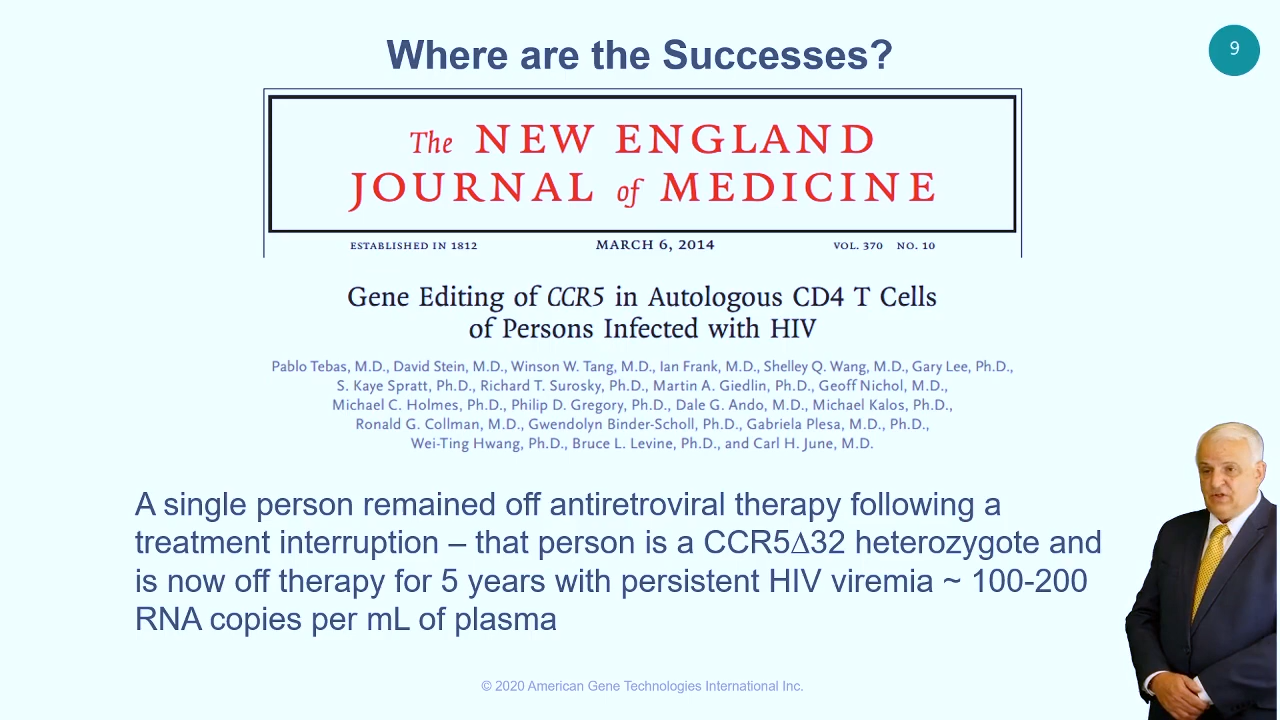 Where are the Successes?
9
The NEW ENGLAND
JOURNAL of MEDICINE
ESTABLISHED IN 1812 MARCH 6, 2014 VOL. 370 NO. 10
Gene Editing of CCR5 in Autologous CD4 T Cells
of Persons Infected with HIV
Pablo Tebas, M.D., David Stein, M.D., Winson W. Tang, M.D., Ian Frank, M.D., Shelley Q. Wang, M.D., Gary Lee, Ph.D.,
S. Kaye Spratt, Ph.D., Richard T. Surosky, Ph.D., Martin A. Giedlin, Ph.D., Geoff Nichol, M.D.,
Michael C. Holmes, Ph.D., Philip D. Gregory, Ph.D., Dale G. Ando, M.D., Michael Kalos, Ph.D.,
Ronald G. Collman, M.D., Gwendolyn Binder-Scholl, Ph.D., Gabriela Plesa, M.D., Ph.D.,
Wei-Ting Hwang, Ph.D., Bruce L. Levine, Ph.D., and Carl H. June, M.D.
A single person remained off antiretroviral therapy following a
treatment interruption – that person is a CCR5∆32 heterozygote and
is now off therapy for 5 years with persistent HIV viremia ~ 100-200
RNA copies per mL of plasma
© 2020 American Gene Technologies International Inc.